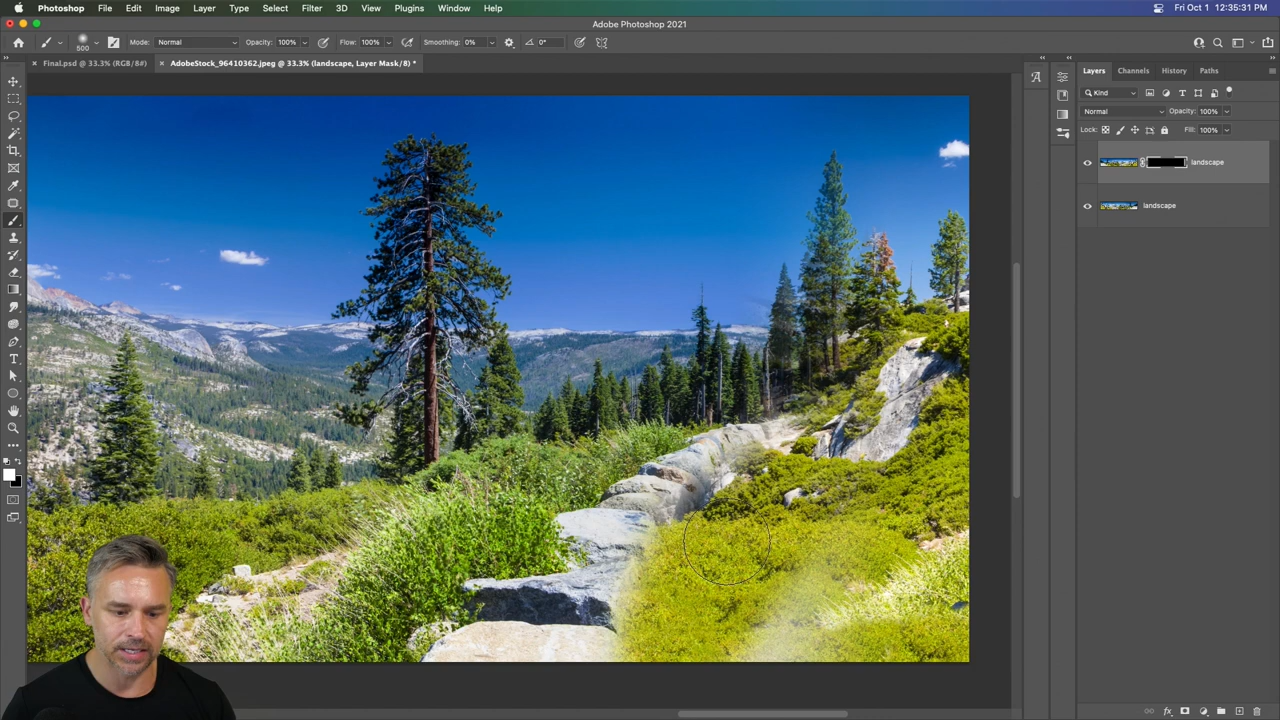 Photoshop File Edit Image Layer Type Select Filter 3D View Plugins Window Help Fri Oct 1 12:35:31 PM
Adobe Photoshop 2021
500 Mode: Normal Opacity: 100% Flow: 100% Smoothing: 0% 0°
Final.psd @ 33.3% (RGB/8#) AdobeStock_96410362.jpeg @ 33.3% (landscape, Layer Mask/8) *
Layers Channels History Paths
Kind
Normal Opacity: 100%
Lock: Fill: 100%
landscape
landscape